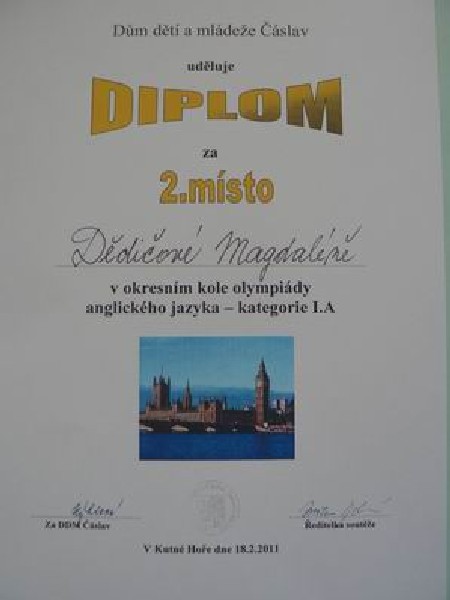 Dům dětí a mládeže Čáslav
uděluje
DIPLOM
za
2.místo
Dědičové Magdaléně
v okresním kole olympiády
anglického jazyka – kategorie I.A
Za DDM Čáslav
Ředitelka soutěže
V Kutné Hoře dne 18.2.2011